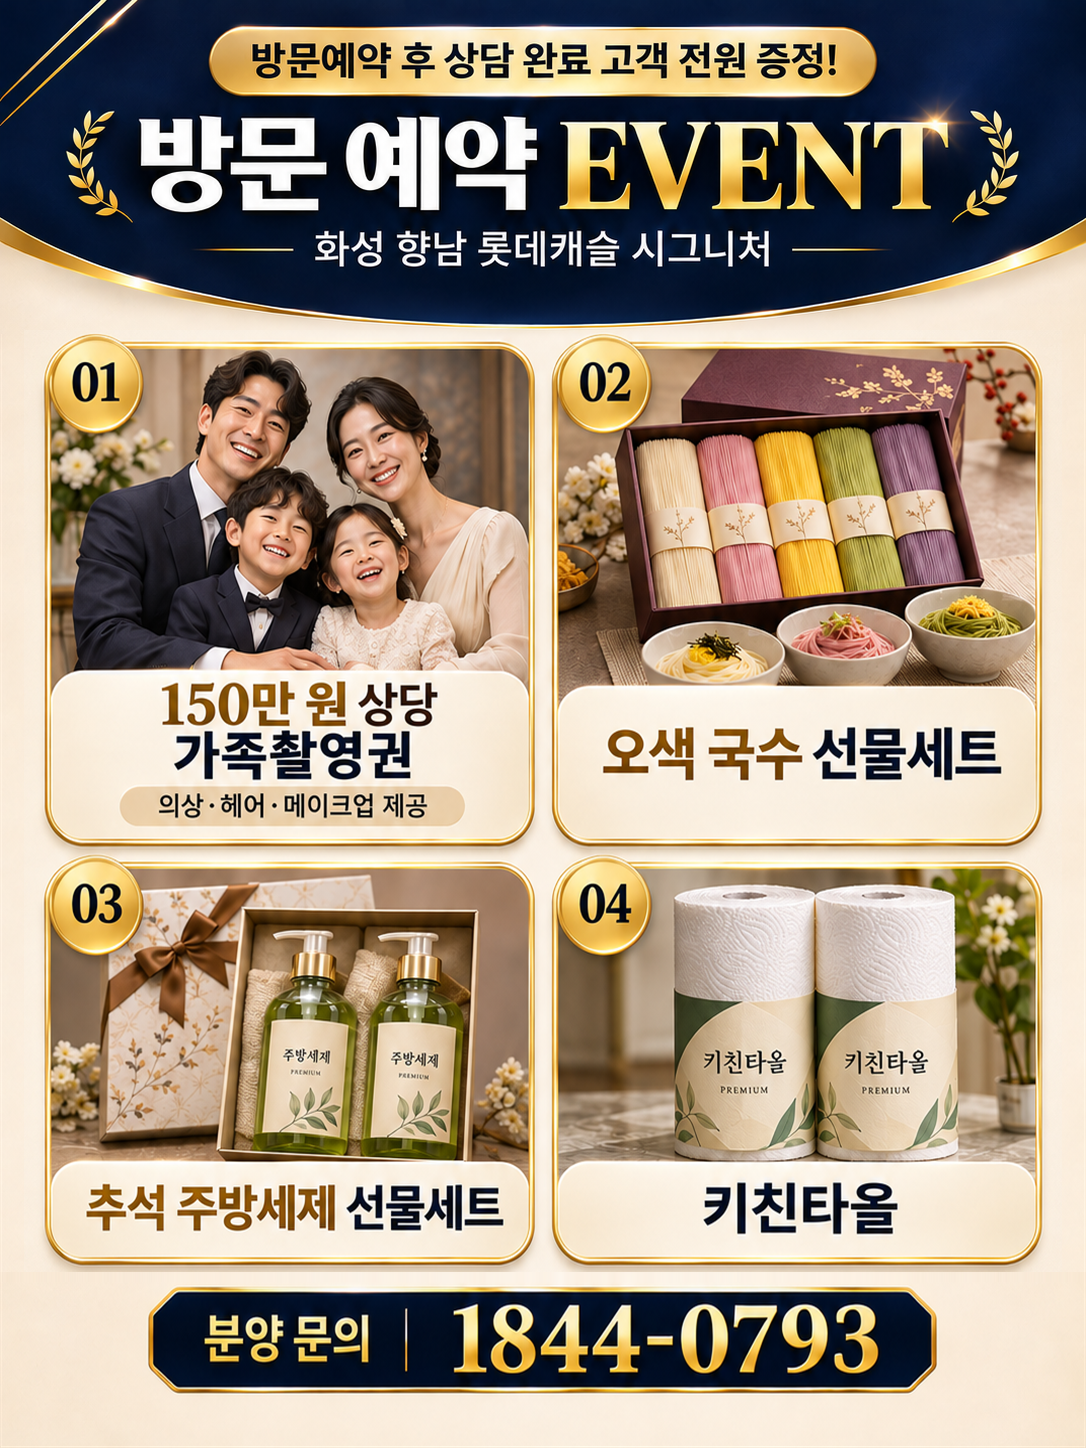 방문예약 후 상담 완료 고객 전원 증정!
방문 예약 EVENT
화성 향남 롯데캐슬 시그니처
01
150만 원 상당
가족촬영권
의상·헤어·메이크업 제공
02
오색 국수 선물세트
03
주방세제
PREMIUM
주방세제
PREMIUM
추석 주방세제 선물세트
04
키친타올
PREMIUM
키친타올
PREMIUM
키친타올
분양 문의
1844-0793